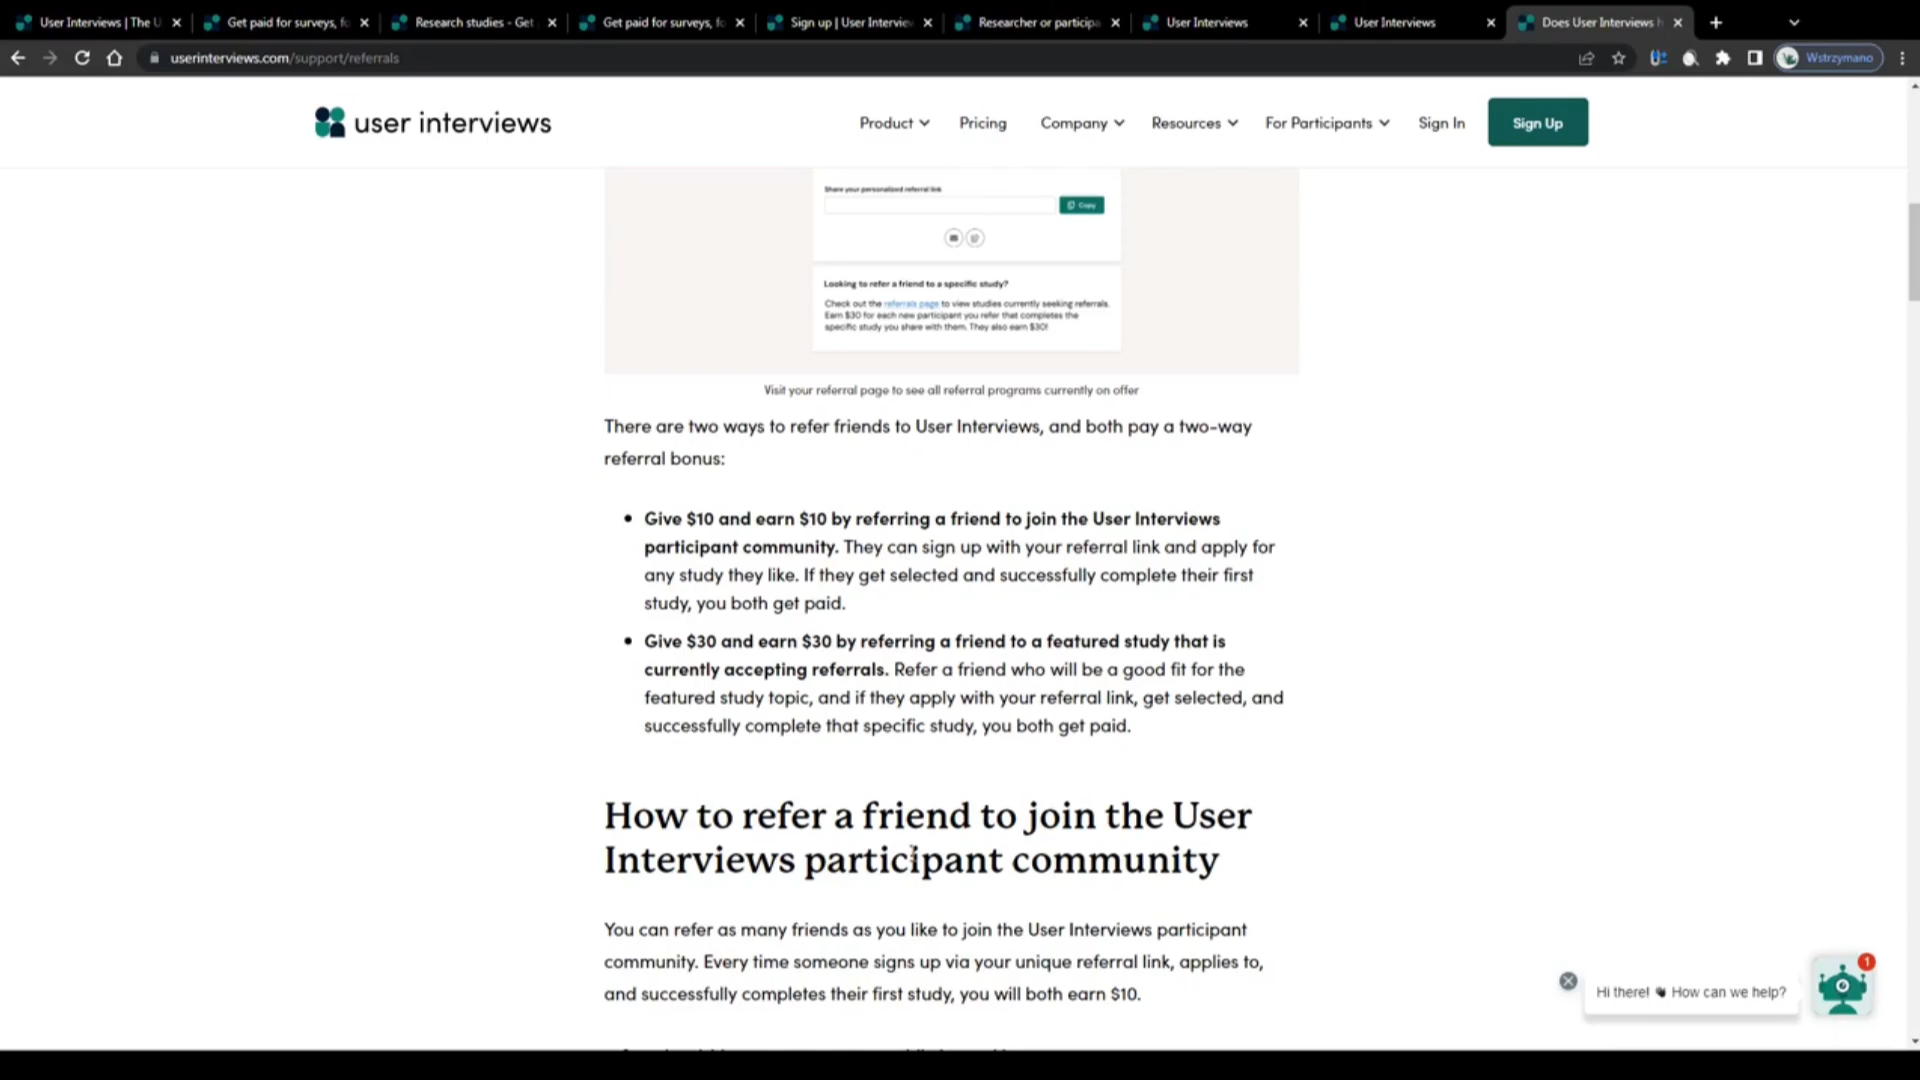 User Interviews | The U
Get paid for surveys, fo
Research studies - Get
Get paid for surveys, fo
Sign up | User Interview
Researcher or participa
User Interviews
User Interviews
Does User Interviews h
userinterviews.com/support/referrals
Wstrzymano
user interviews
Product
Pricing
Company
Resources
For Participants
Sign In
Sign Up
Share your personalized referral link
Copy
Looking to refer a friend to a specific study?
Check out the referrals page to view studies currently seeking referrals.
Earn $30 for each new participant you refer that completes the
specific study you share with them. They also earn $30!
Visit your referral page to see all referral programs currently on offer
There are two ways to refer friends to User Interviews, and both pay a two-way
referral bonus:
• Give $10 and earn $10 by referring a friend to join the User Interviews
participant community. They can sign up with your referral link and apply for
any study they like. If they get selected and successfully complete their first
study, you both get paid.
• Give $30 and earn $30 by referring a friend to a featured study that is
currently accepting referrals. Refer a friend who will be a good fit for the
featured study topic, and if they apply with your referral link, get selected, and
successfully complete that specific study, you both get paid.
How to refer a friend to join the User
Interviews participant community
You can refer as many friends as you like to join the User Interviews participant
community. Every time someone signs up via your unique referral link, applies to,
and successfully completes their first study, you will both earn $10.
Hi there! 👋 How can we help?
1